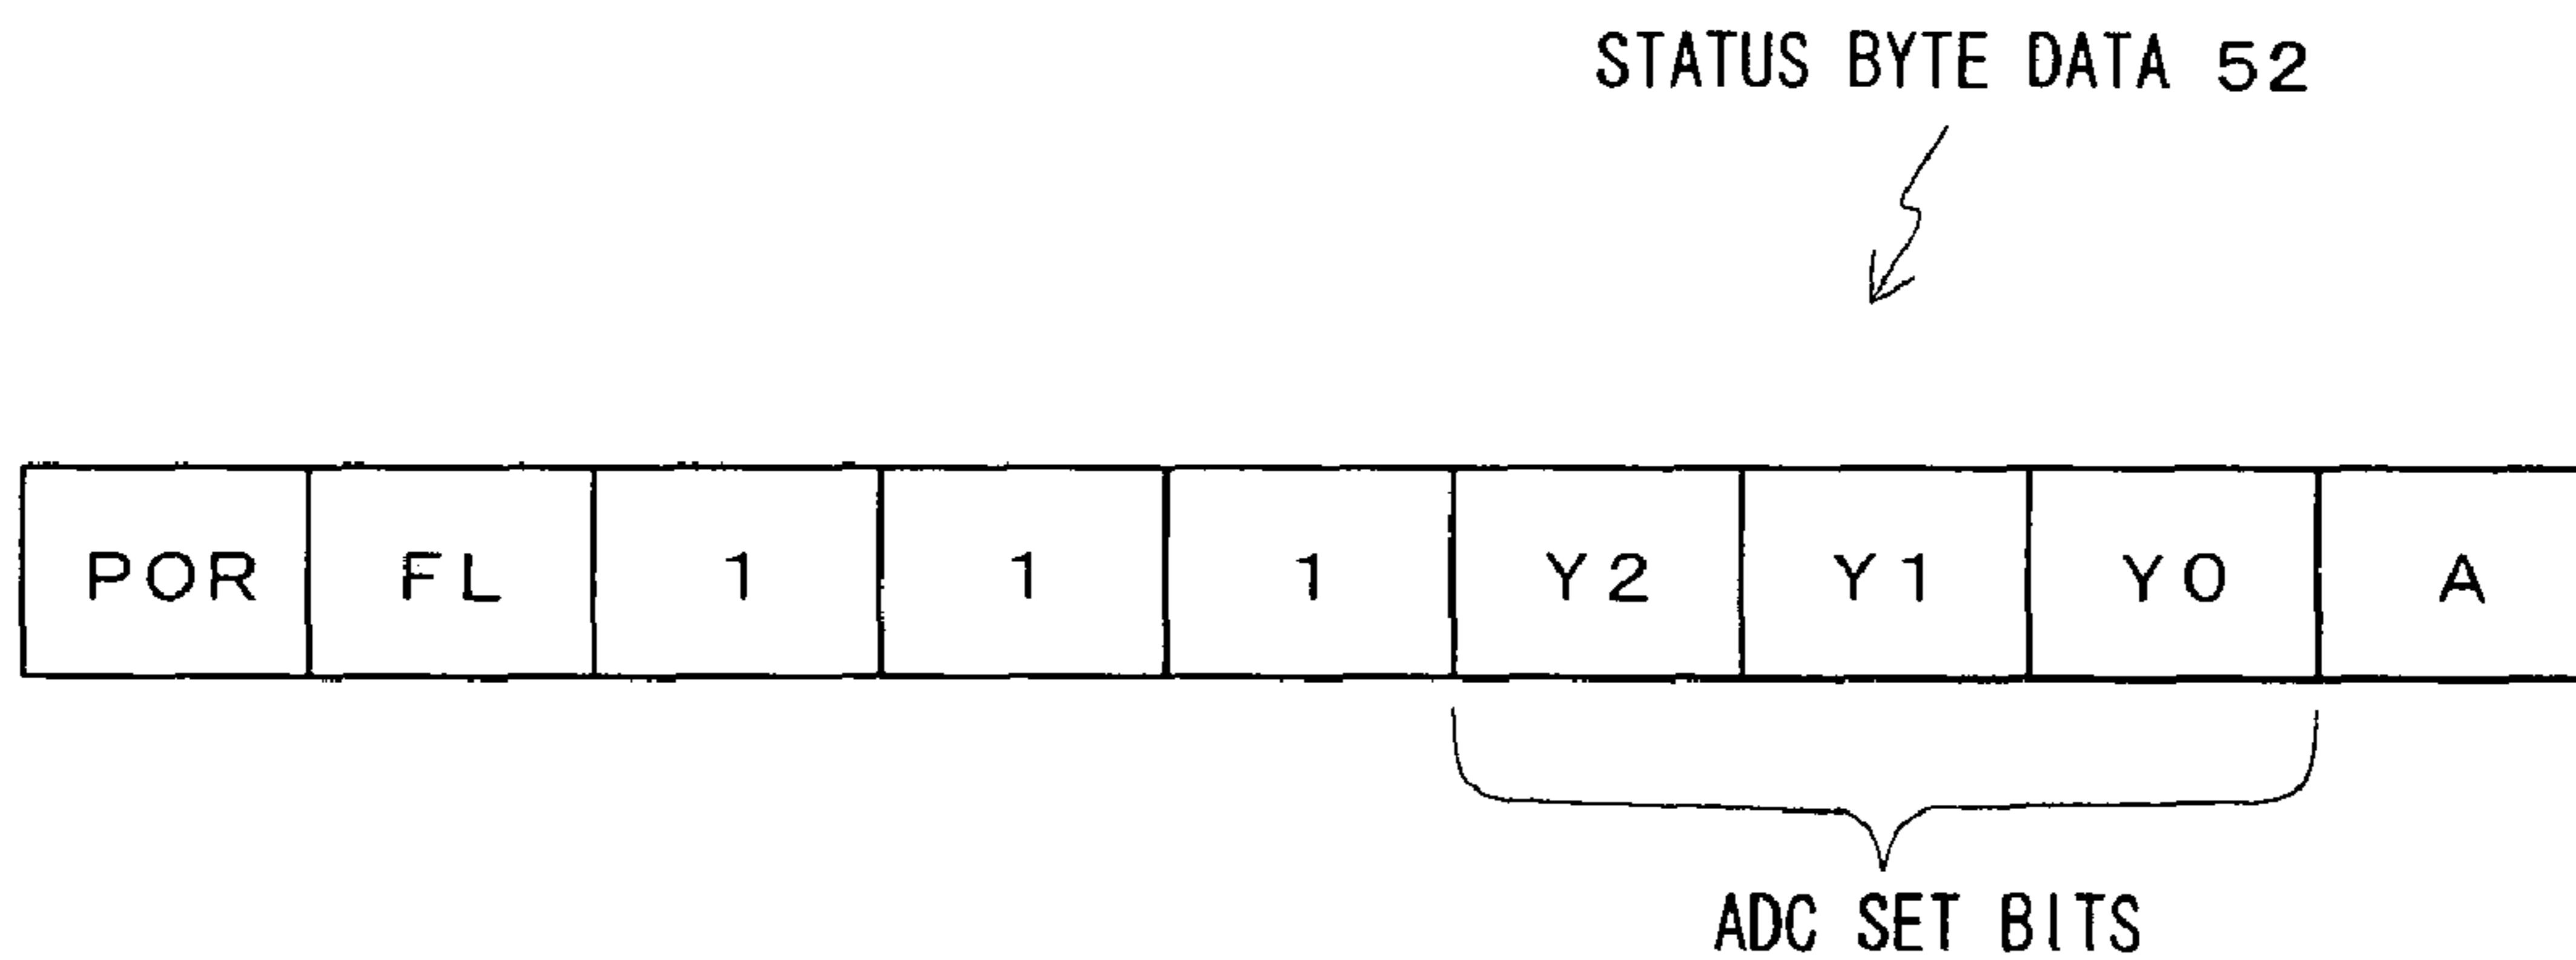 STATUS BYTE DATA 52
POR FL 1 1 1 Y2 Y1 Y0 A
ADC SET BITS